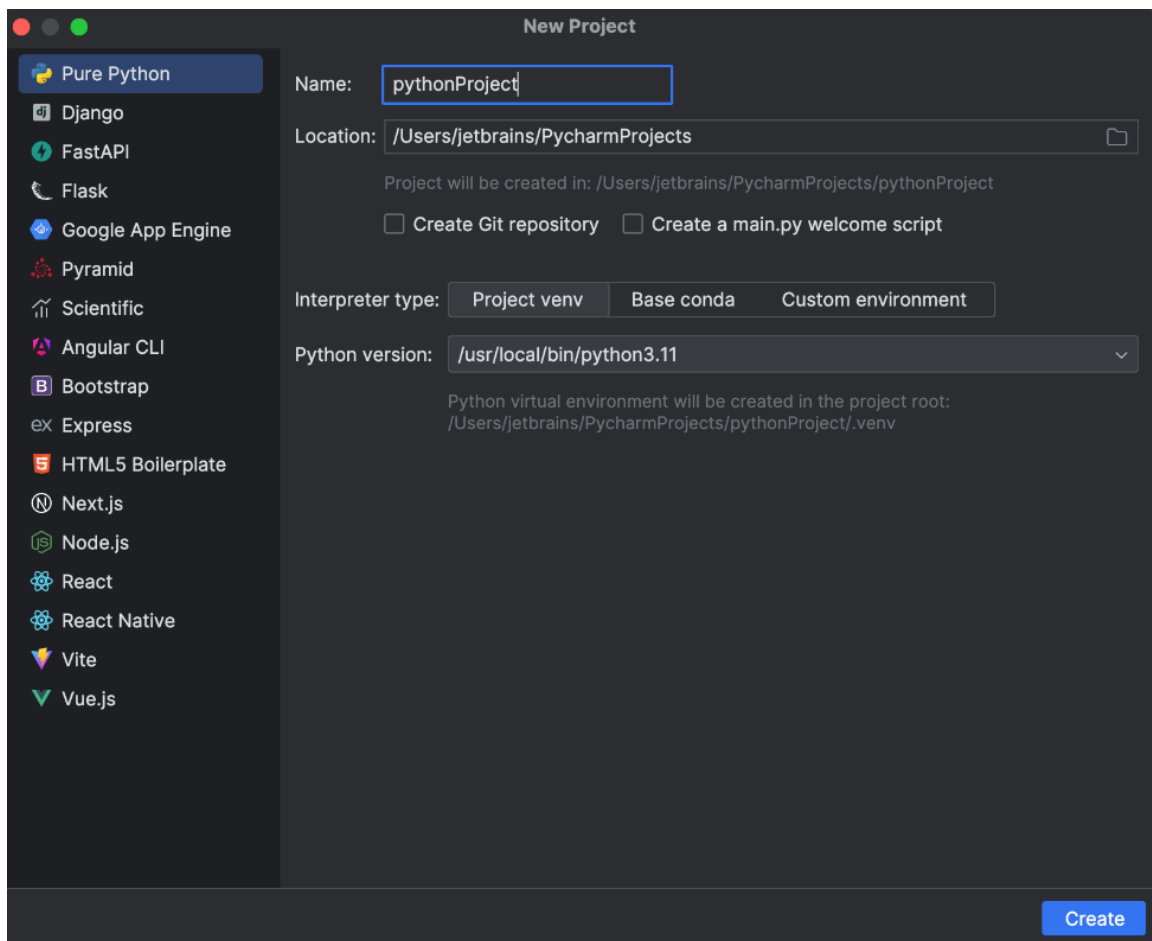 New Project
Pure Python
Django
FastAPI
Flask
Google App Engine
Pyramid
Scientific
Angular CLI
Bootstrap
Express
HTML5 Boilerplate
Next.js
Node.js
React
React Native
Vite
Vue.js
Name: pythonProject
Location: /Users/jetbrains/PycharmProjects
Project will be created in: /Users/jetbrains/PycharmProjects/pythonProject
Create Git repository Create a main.py welcome script
Interpreter type: Project venv Base conda Custom environment
Python version: /usr/local/bin/python3.11
Python virtual environment will be created in the project root:
/Users/jetbrains/PycharmProjects/pythonProject/.venv
Create